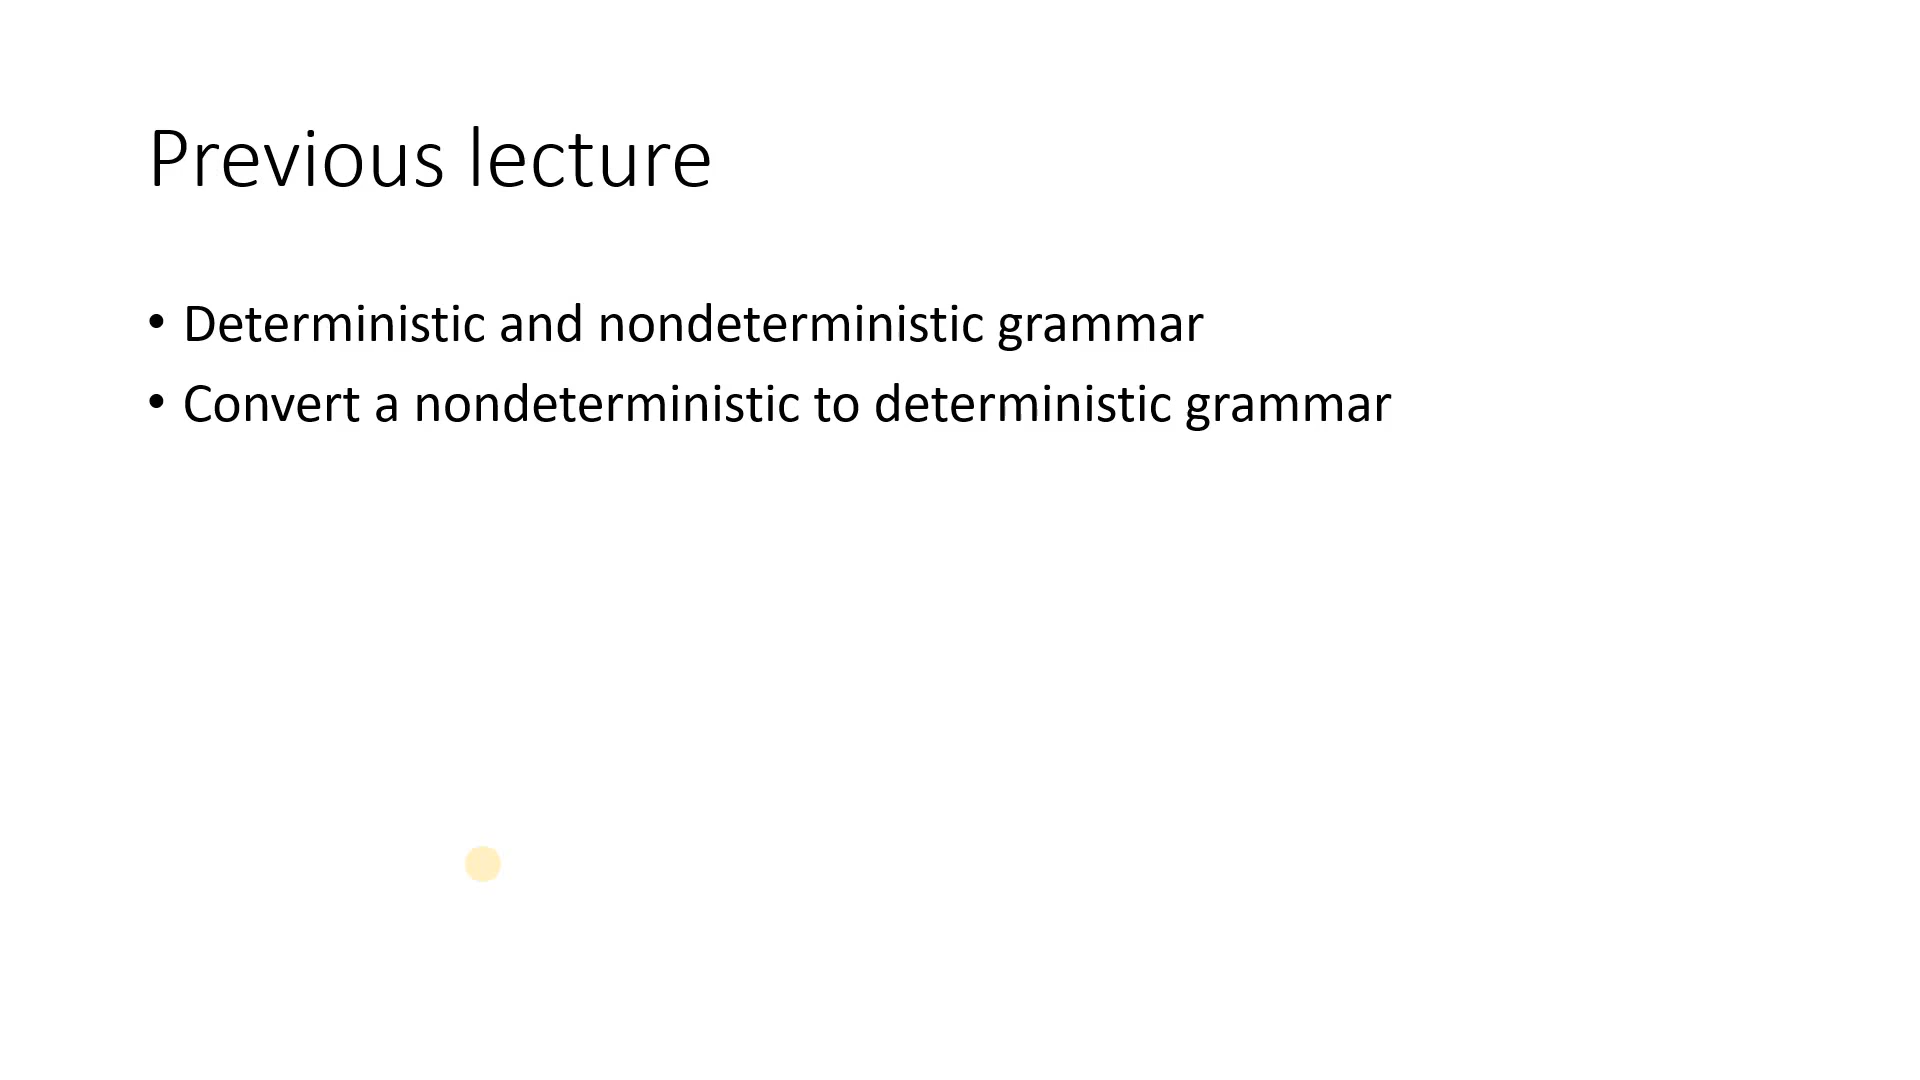 Previous lecture
• Deterministic and nondeterministic grammar
• Convert a nondeterministic to deterministic grammar